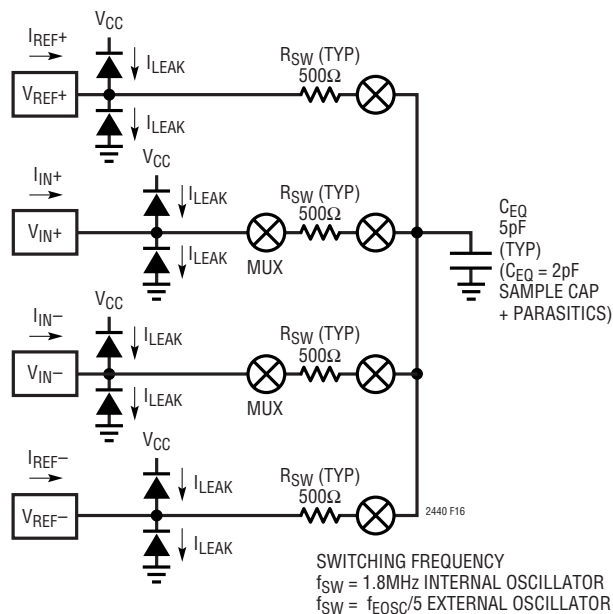 VCC
IREF+
ILEAK
RSW (TYP)
500Ω
VREF+
ILEAK
VCC
IIN+
ILEAK
RSW (TYP)
500Ω
VIN+
ILEAK
MUX
CEQ
5pF
(TYP)
(CEQ = 2pF
SAMPLE CAP
+ PARASITICS)
VCC
IIN–
ILEAK
RSW (TYP)
500Ω
VIN–
ILEAK
MUX
VCC
IREF–
ILEAK
RSW (TYP)
500Ω
VREF–
ILEAK
2440 F16
SWITCHING FREQUENCY
fSW = 1.8MHz INTERNAL OSCILLATOR
fSW = fEOSC/5 EXTERNAL OSCILLATOR